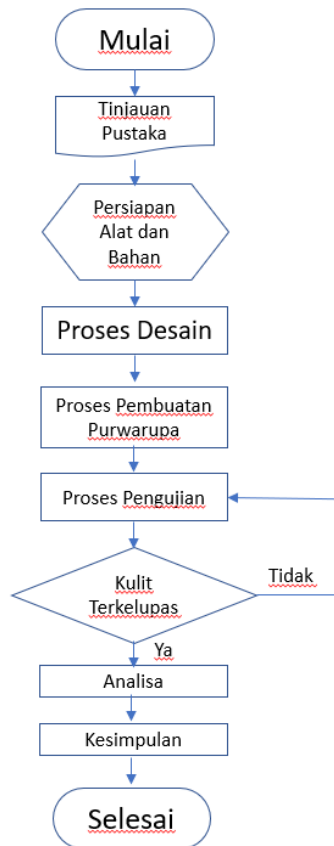 Mulai
Tinjauan
Pustaka
Persiapan
Alat dan
Bahan
Proses Desain
Proses Pembuatan
Purwarupa
Proses Pengujian
Kulit
Terkelupas
Tidak
Ya
Analisa
Kesimpulan
Selesai